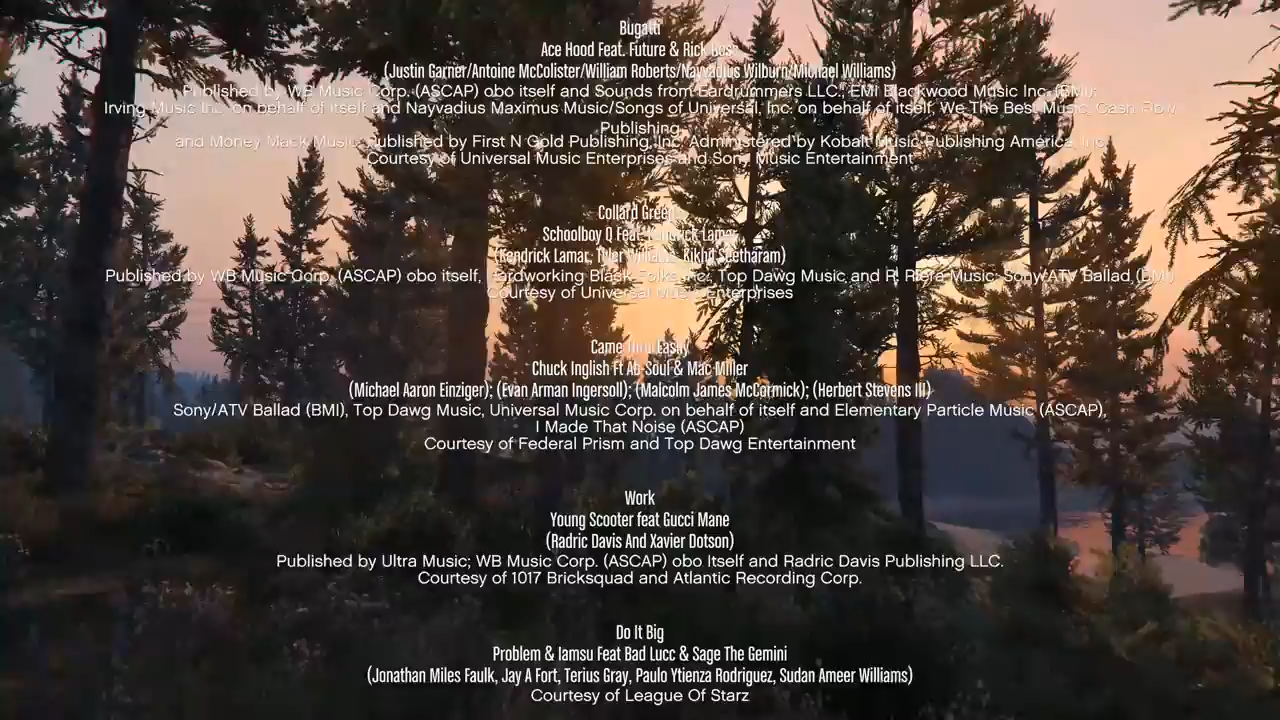 Bugatti
Ace Hood Feat. Future & Rick Ross
(Justin Garner/Antoine McColister/William Roberts/Nayvadius Wilburn/Michael Williams)
Published by WB Music Corp. (ASCAP) obo itself and Sounds from Eardrummers LLC.; EMI Blackwood Music Inc. (BMI);
Irving Music Inc. on behalf of itself and Nayvadius Maximus Music/Songs of Universal, Inc. on behalf of itself, We The Best Music, Cash Flow
Publishing
and Money Mack Music; Published by First N Gold Publishing, Inc. Administered by Kobalt Music Publishing America, Inc.
Courtesy of Universal Music Enterprises and Sony Music Entertainment
Collard Green
Schoolboy Q Feat. Kendrick Lamar
(Kendrick Lamar, Tyler Williams, Kikhil Seetharam)
Published by WB Music Corp. (ASCAP) obo itself, Hardworking Black Folks Inc., Top Dawg Music and R. Riera Music; Sony/ATV Ballad (BMI)
Courtesy of Universal Music Enterprises
Came Thru Easily
Chuck Inglish Ft Ab-Soul & Mac Miller
(Michael Aaron Einziger); (Evan Arman Ingersoll); (Malcolm James McCormick); (Herbert Stevens III)
Sony/ATV Ballad (BMI), Top Dawg Music, Universal Music Corp. on behalf of itself and Elementary Particle Music (ASCAP),
I Made That Noise (ASCAP)
Courtesy of Federal Prism and Top Dawg Entertainment
Work
Young Scooter feat Gucci Mane
(Radric Davis And Xavier Dotson)
Published by Ultra Music; WB Music Corp. (ASCAP) obo Itself and Radric Davis Publishing LLC.
Courtesy of 1017 Bricksquad and Atlantic Recording Corp.
Do It Big
Problem & Iamsu Feat Bad Lucc & Sage The Gemini
(Jonathan Miles Faulk, Jay A Fort, Terius Gray, Paulo Ytienza Rodriguez, Sudan Ameer Williams)
Courtesy of League Of Starz